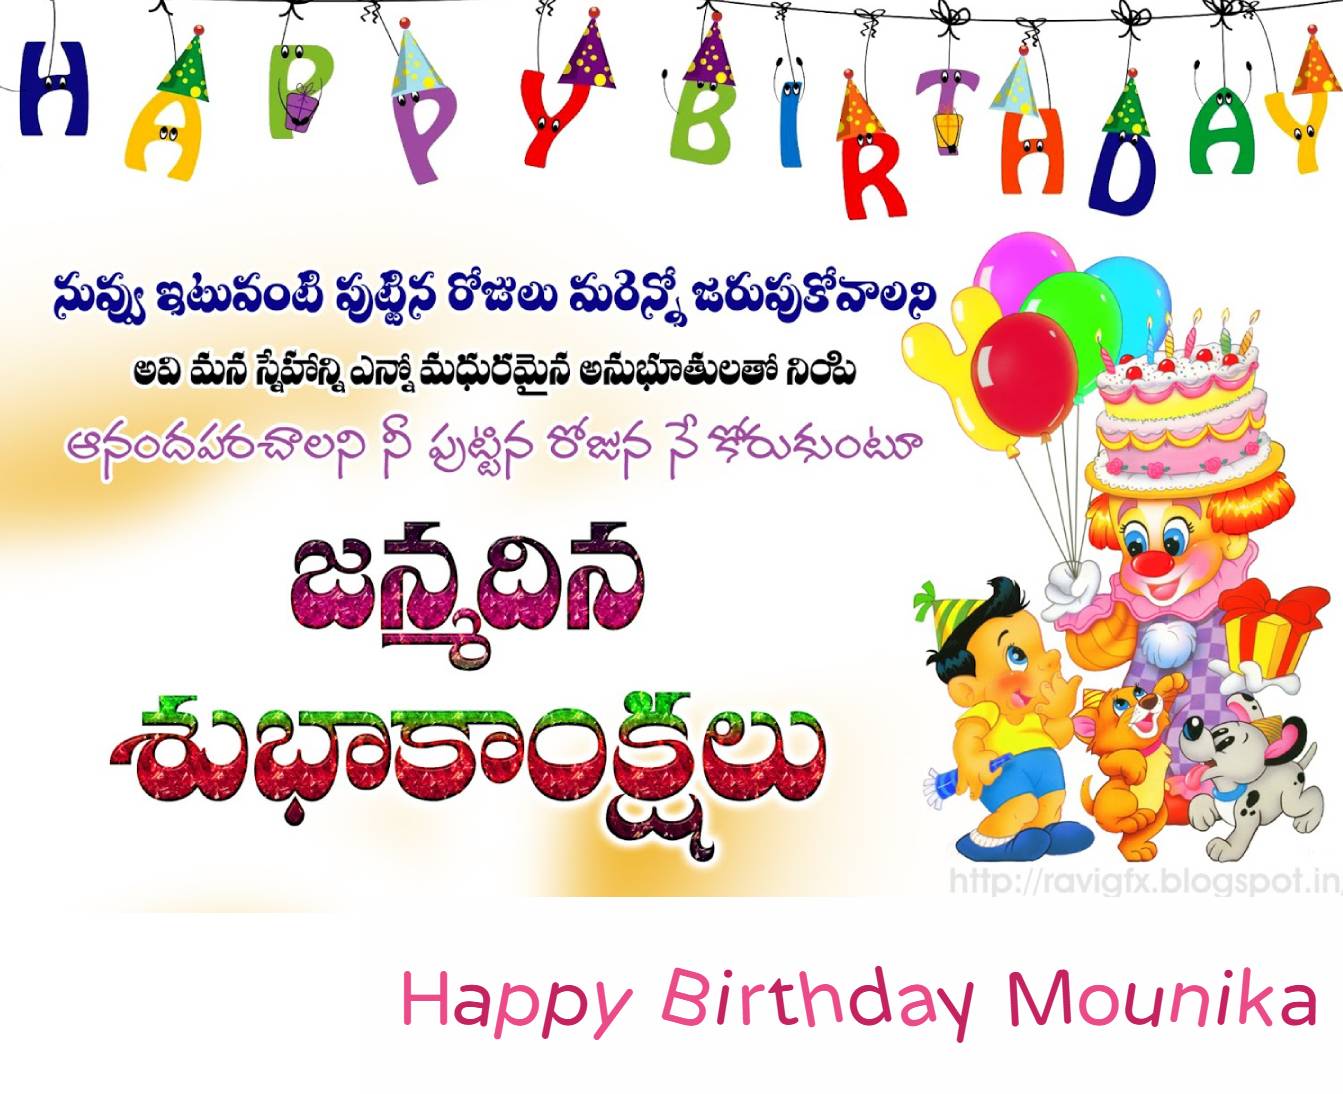 HAPPY BIRTHDAY
నువ్వు ఇటువంటి పుట్టిన రోజులు మరెన్నో జరుపుకోవాలని
అవి మన స్నేహాన్ని ఎన్నో మధురమైన అనుభూతులతో నింపి
ఆనందపరచాలని నీ పుట్టిన రోజున నే కోరుకుంటూ
జన్మదిన
శుభాకాంక్షలు
http://ravigfx.blogspot.in
Happy Birthday Mounika